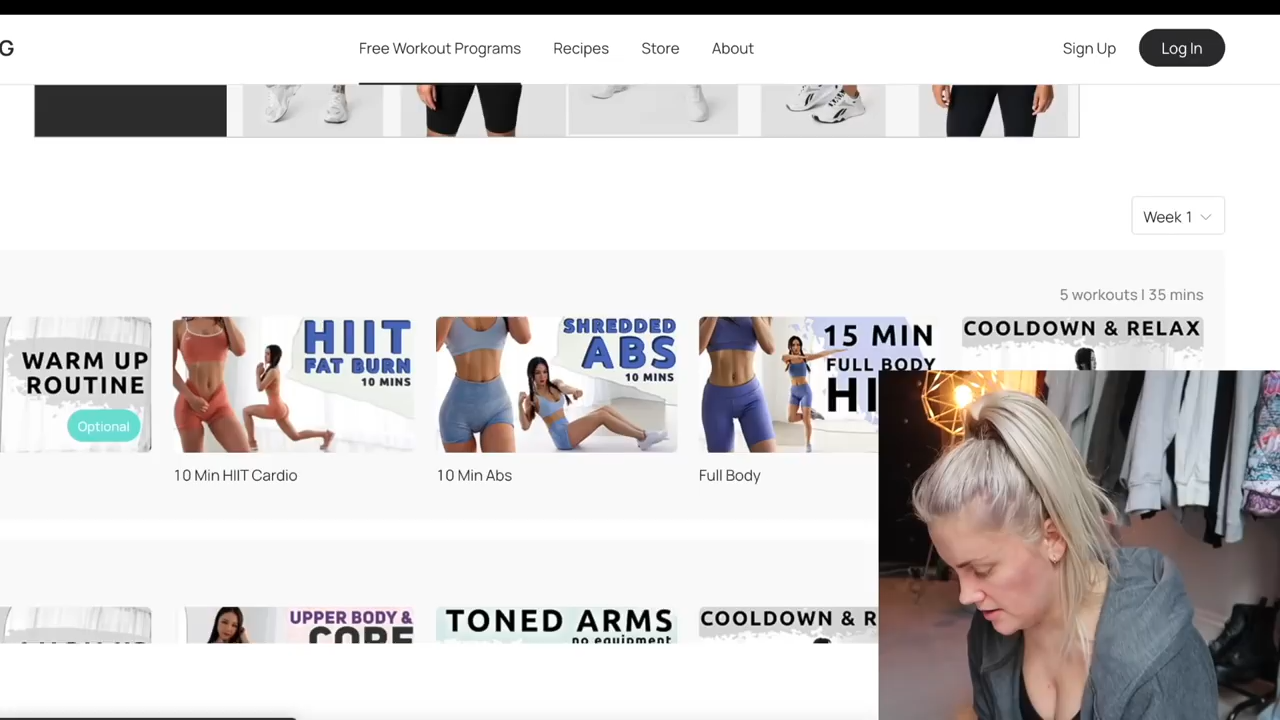 G
Free Workout Programs
Recipes
Store
About
Sign Up
Log In
Week 1
5 workouts | 35 mins
WARM UP
ROUTINE
Optional
HIIT
FAT BURN
10 MINS
10 Min HIIT Cardio
SHREDDED
ABS
10 MINS
10 Min Abs
15 MIN
FULL BODY
HI
Full Body
COOLDOWN & RELAX
UPPER BODY &
CORE
TONED ARMS
no equipment
COOLDOWN & R